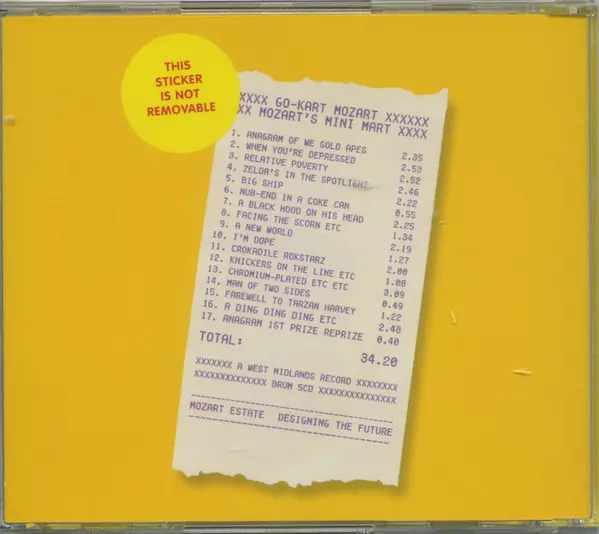 THIS
STICKER
IS NOT
REMOVABLE
XXXX GO-KART MOZART XXXXXX
XX MOZART'S MINI MART XXXX
1. ANAGRAM OF WE SOLD APES 2.35
2. WHEN YOU'RE DEPRESSED 2.53
3. RELATIVE POVERTY 2.52
4. ZELDA'S IN THE SPOTLIGHT 2.46
5. BIG SHIP 2.22
6. NUB-END IN A COKE CAN 0.55
7. A BLACK HOOD ON HIS HEAD 2.25
8. FACING THE SCORN ETC 1.34
9. A NEW WORLD 2.19
10. I'M DOPE 1.27
11. CROKADILE ROKSTARZ 2.00
12. KNICKERS ON THE LINE ETC 1.08
13. CHROMIUM-PLATED ETC ETC 3.09
14. MAN OF TWO SIDES 0.49
15. FAREWELL TO TARZAN HARVEY 1.22
16. A DING DING DING ETC 2.48
17. ANAGRAM 1ST PRIZE REPRIZE 0.40
TOTAL: 34.20
XXXXXXX A WEST MIDLANDS RECORD XXXXXXXX
XXXXXXXXXXXXXX BRUM 5CD XXXXXXXXXXXXXXX
MOZART ESTATE DESIGNING THE FUTURE